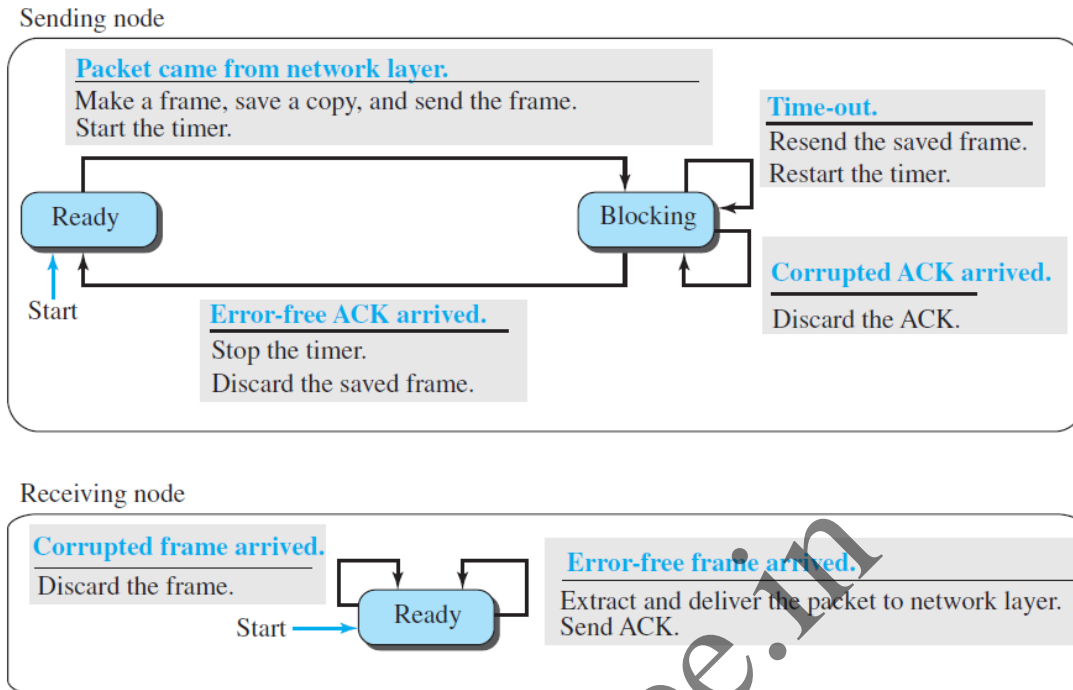 Sending node
Packet came from network layer.
Make a frame, save a copy, and send the frame.
Start the timer.
Time-out.
Resend the saved frame.
Restart the timer.
Ready
Blocking
Start
Error-free ACK arrived.
Stop the timer.
Discard the saved frame.
Corrupted ACK arrived.
Discard the ACK.
Receiving node
Corrupted frame arrived.
Discard the frame.
Start
Ready
Error-free frame arrived.
Extract and deliver the packet to network layer.
Send ACK.
e.in